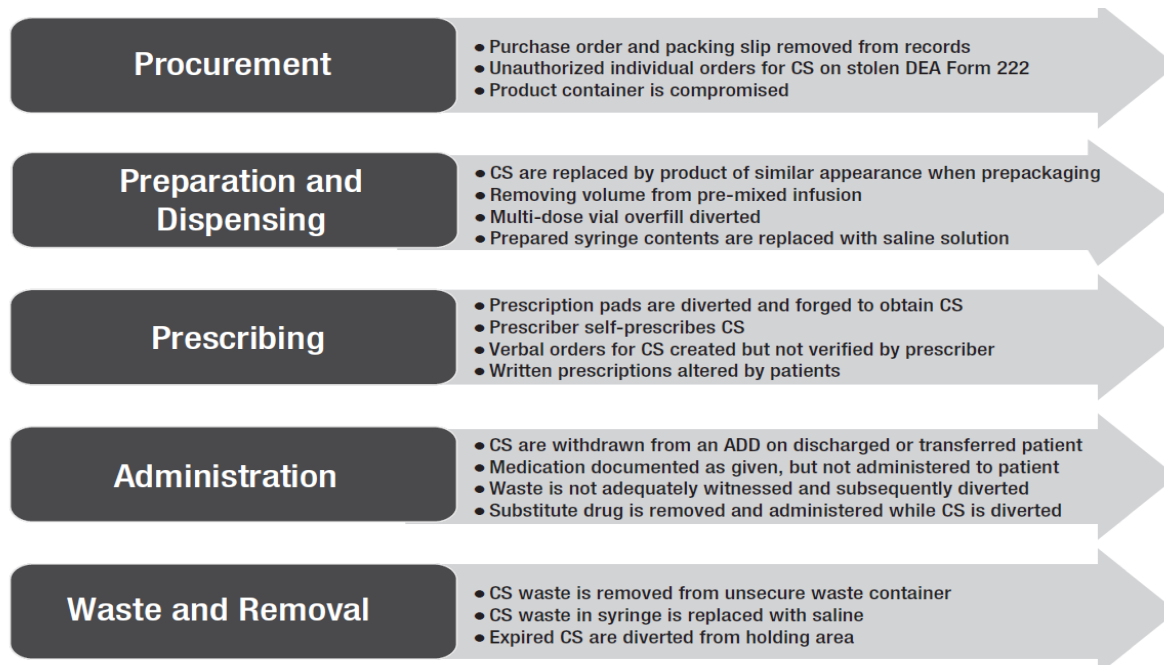 Procurement
• Purchase order and packing slip removed from records
• Unauthorized individual orders for CS on stolen DEA Form 222
• Product container is compromised
Preparation and
Dispensing
• CS are replaced by product of similar appearance when prepackaging
• Removing volume from pre-mixed infusion
• Multi-dose vial overfill diverted
• Prepared syringe contents are replaced with saline solution
Prescribing
• Prescription pads are diverted and forged to obtain CS
• Prescriber self-prescribes CS
• Verbal orders for CS created but not verified by prescriber
• Written prescriptions altered by patients
Administration
• CS are withdrawn from an ADD on discharged or transferred patient
• Medication documented as given, but not administered to patient
• Waste is not adequately witnessed and subsequently diverted
• Substitute drug is removed and administered while CS is diverted
Waste and Removal
• CS waste is removed from unsecure waste container
• CS waste in syringe is replaced with saline
• Expired CS are diverted from holding area